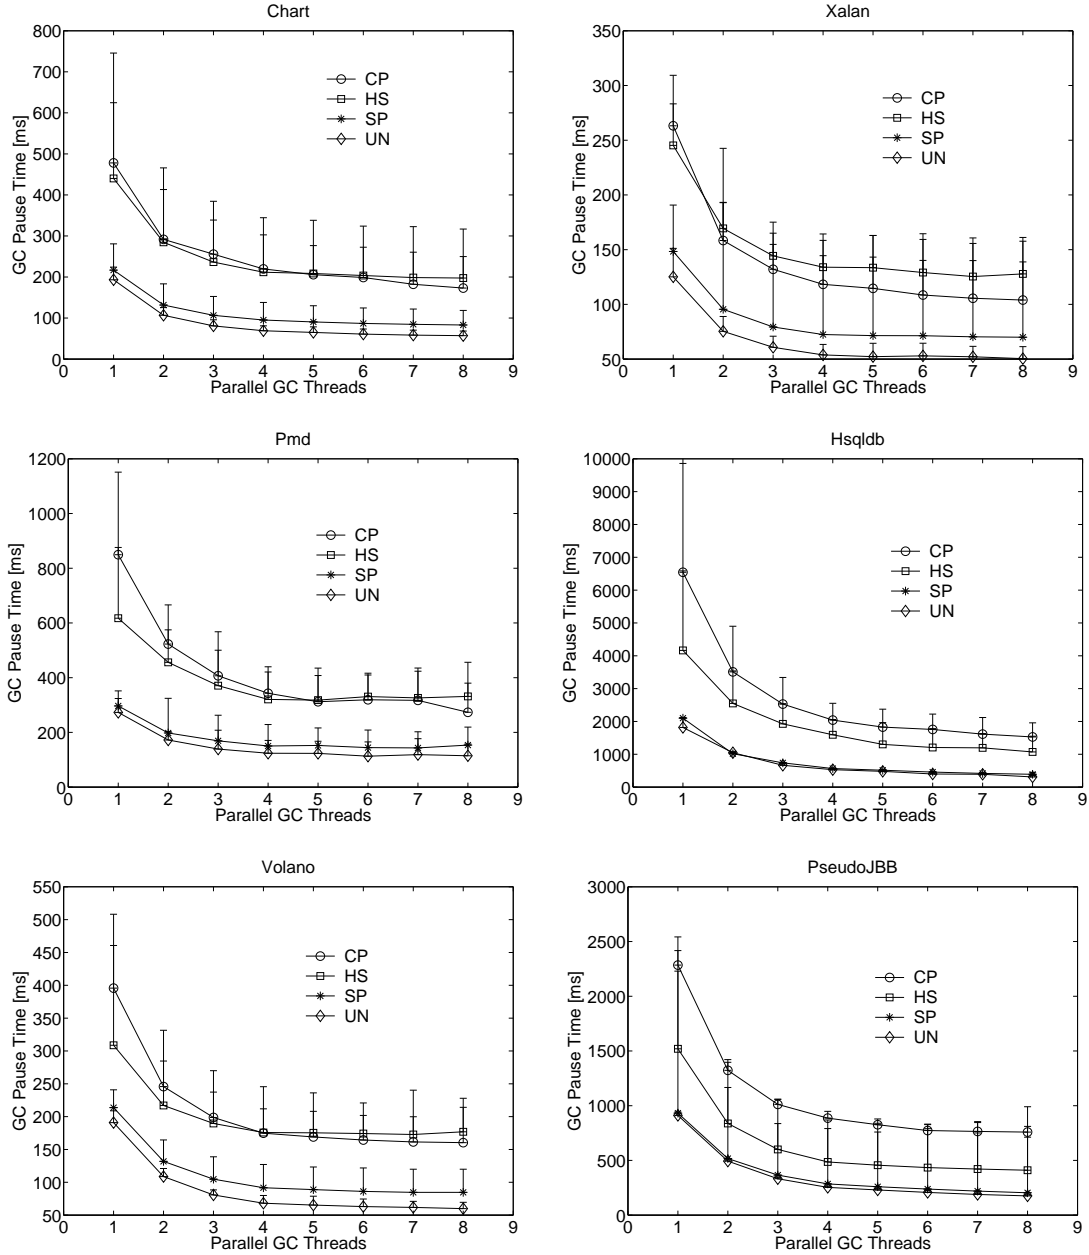 Chart
GC Pause Time [ms]
800
700
600
500
400
300
200
100
0
0 1 2 3 4 5 6 7 8 9
Parallel GC Threads
CP
HS
SP
UN
Xalan
GC Pause Time [ms]
350
300
250
200
150
100
50
0 1 2 3 4 5 6 7 8 9
Parallel GC Threads
CP
HS
SP
UN
Pmd
GC Pause Time [ms]
1200
1000
800
600
400
200
0
0 1 2 3 4 5 6 7 8 9
Parallel GC Threads
CP
HS
SP
UN
Hsqldb
GC Pause Time [ms]
10000
9000
8000
7000
6000
5000
4000
3000
2000
1000
0
0 1 2 3 4 5 6 7 8 9
Parallel GC Threads
CP
HS
SP
UN
Volano
GC Pause Time [ms]
550
500
450
400
350
300
250
200
150
100
50
0 1 2 3 4 5 6 7 8 9
Parallel GC Threads
CP
HS
SP
UN
PseudoJBB
GC Pause Time [ms]
3000
2500
2000
1500
1000
500
0
0 1 2 3 4 5 6 7 8 9
Parallel GC Threads
CP
HS
SP
UN